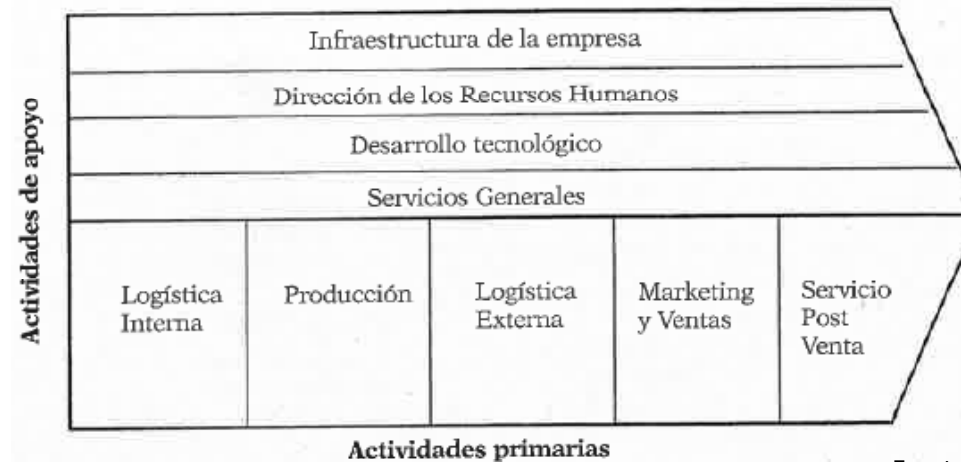 Infraestructura de la empresa
Dirección de los Recursos Humanos
Desarrollo tecnológico
Servicios Generales
Actividades de apoyo
Logística
Interna
Producción
Logística
Externa
Marketing
y Ventas
Servicio
Post
Venta
Actividades primarias